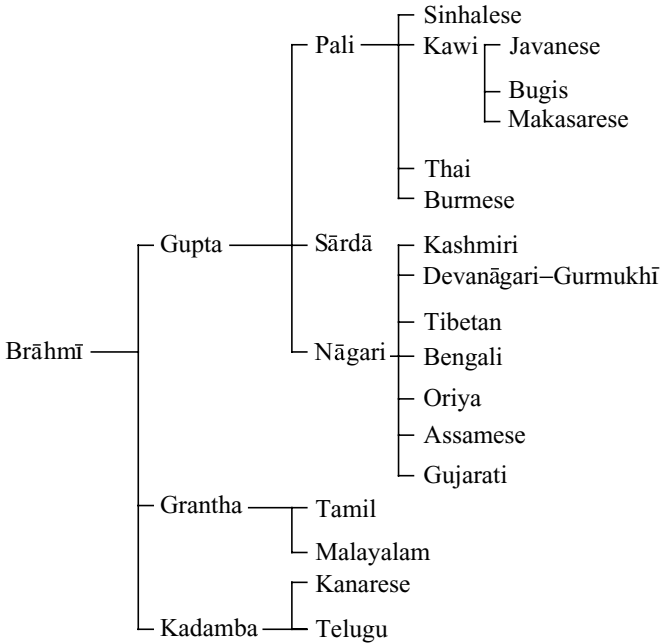 Sinhalese
Pali Kawi Javanese
Bugis
Makasarese
Thai
Burmese
Gupta Sārdā Kashmiri
Devanāgari–Gurmukhī
Tibetan
Brāhmī Nāgari Bengali
Oriya
Assamese
Gujarati
Grantha Tamil
Malayalam
Kanarese
Kadamba Telugu